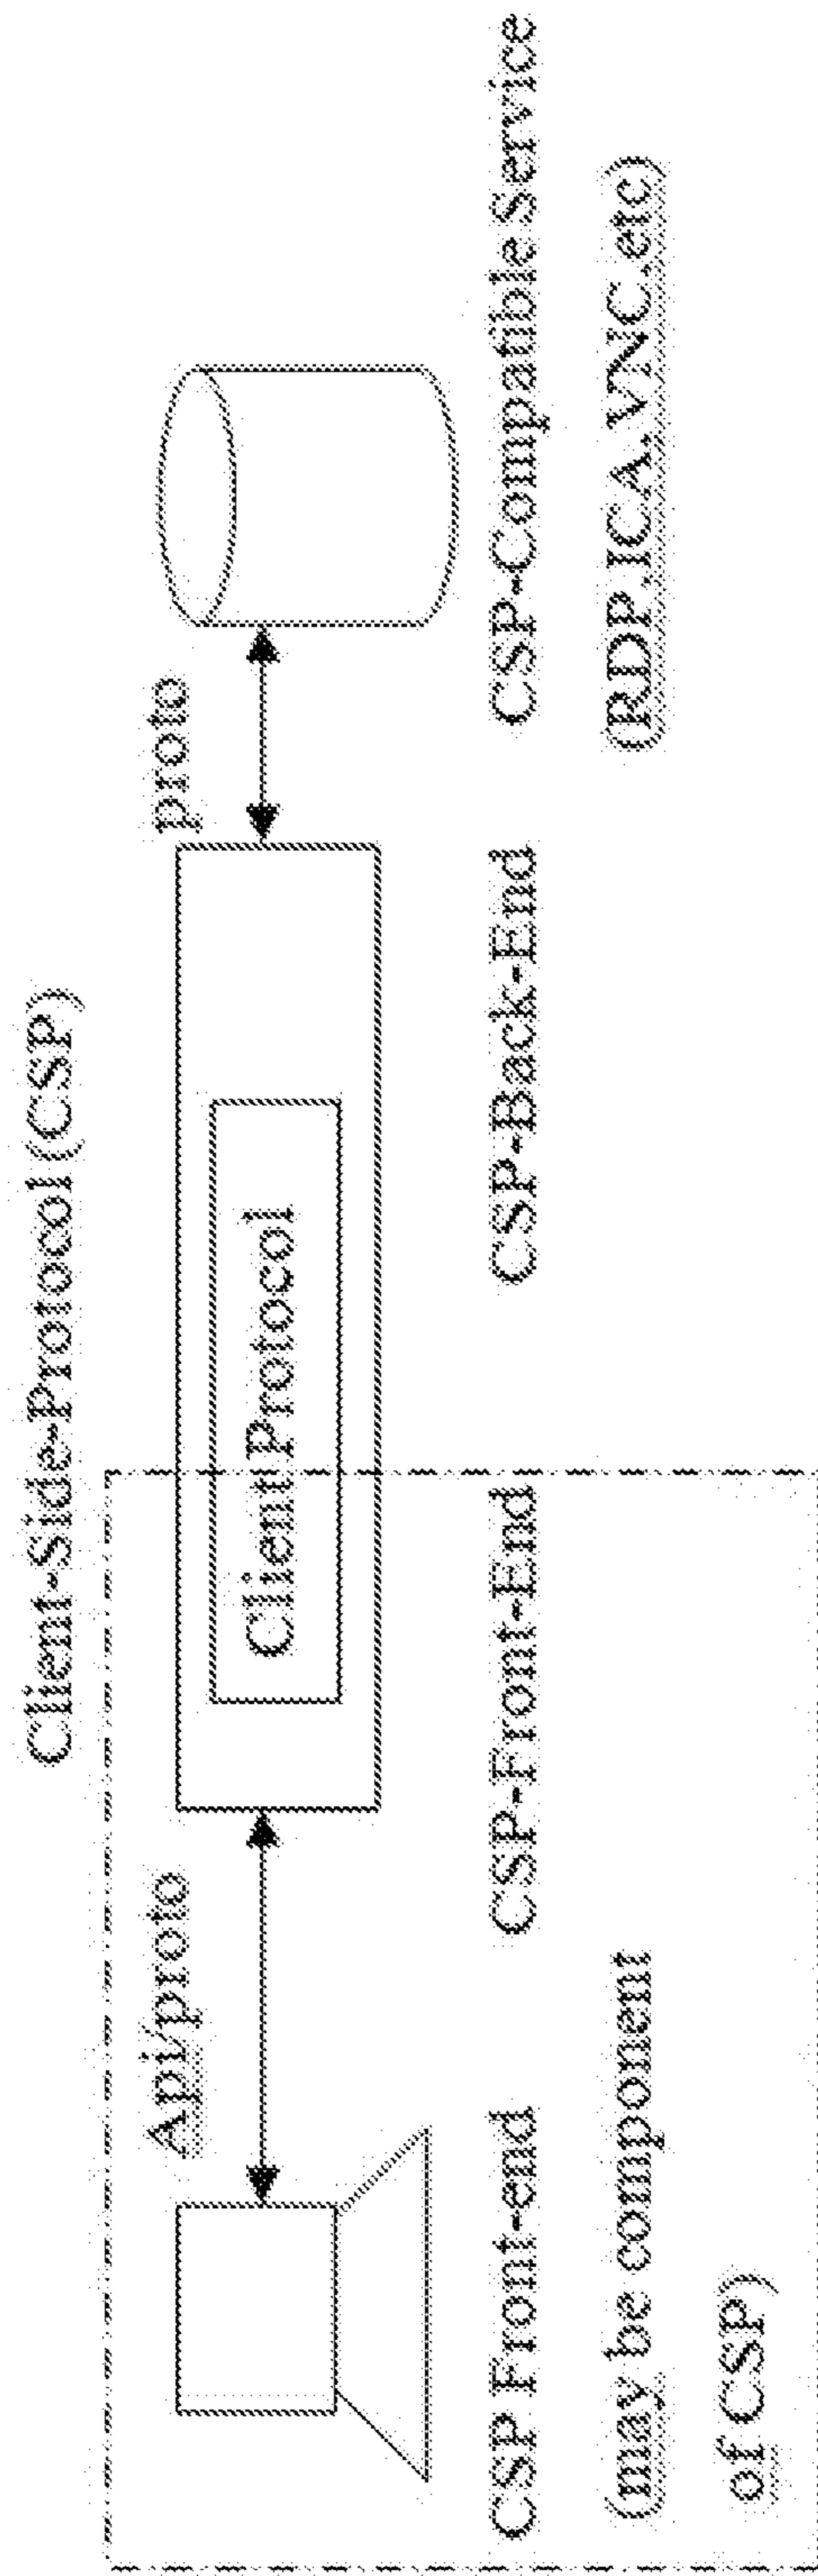 Client-Side-Protocol (CSP)
Api/proto
proto
Client Protocol
CSP Front-end
(may be component
of CSP)
CSP-Front-End
CSP-Back-End
CSP-Compatible Service
(RDP.ICA.VNC.etc)